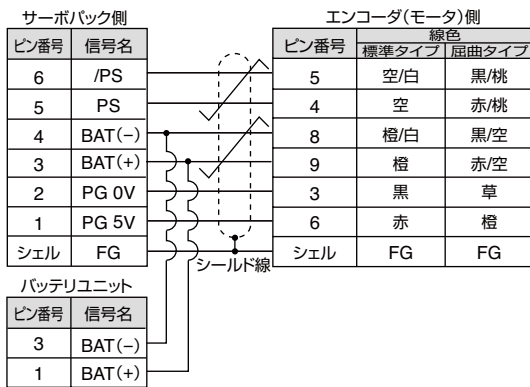 サーボパック側 エンコーダ(モータ)側
ピン番号 信号名 ピン番号 線色
標準タイプ 屈曲タイプ
6 /PS 5 空/白 黒/桃
5 PS 4 空 赤/桃
4 BAT(−) 8 橙/白 黒/空
3 BAT(+) 9 橙 赤/空
2 PG 0V 3 黒 草
1 PG 5V 6 赤 橙
シェル FG シェル FG FG
シールド線
バッテリユニット
ピン番号 信号名
3 BAT(−)
1 BAT(+)